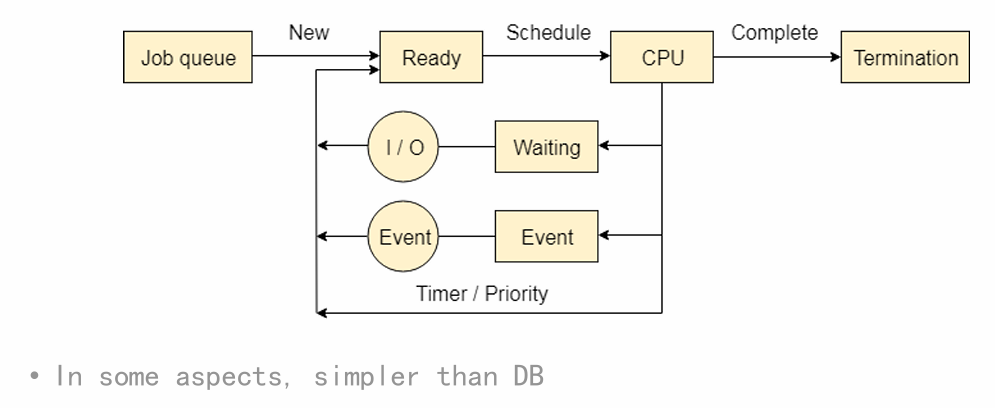 New
Schedule
Complete
Job queue
Ready
CPU
Termination
I / O
Waiting
Event
Event
Timer / Priority
• In some aspects, simpler than DB